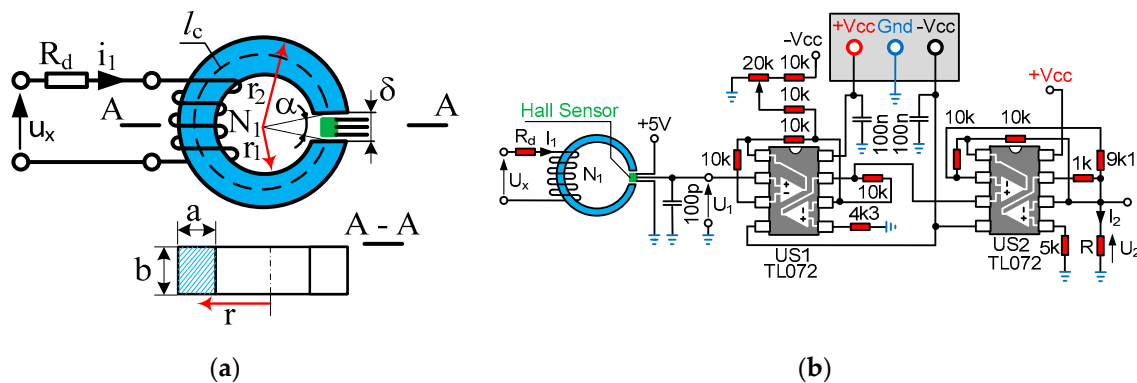 l_c
R_d
i_1
δ
A
r_2
α
A
u_x
N_1
r_1
a
A - A
b
r
(a)
+Vcc
Gnd
-Vcc
-Vcc
20k
10k
+Vcc
10k
Hall Sensor
10k
100n
100n
10k
+5V
10k
R_d
I_1
10k
9k1
1k
U_x
N_1
10k
100p
U_1
4k3
I_2
US1
TL072
US2
TL072
5k
R
U_2
(b)